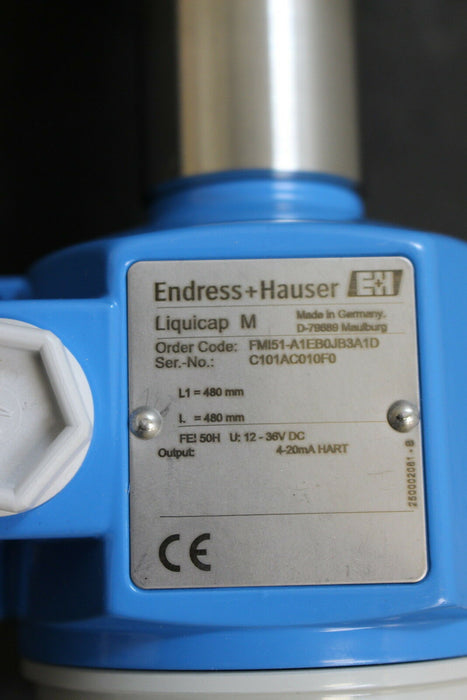 Endress+Hauser E+H
Liquicap M
Made in Germany.
D-79689 Maulburg
Order Code: FMI51-A1EB0JB3A1D
Ser.-No.: C101AC010F0
L1 = 480 mm
L = 480 mm
FEI 50H U: 12 - 36V DC
Output: 4-20mA HART
250002081 - B
CE